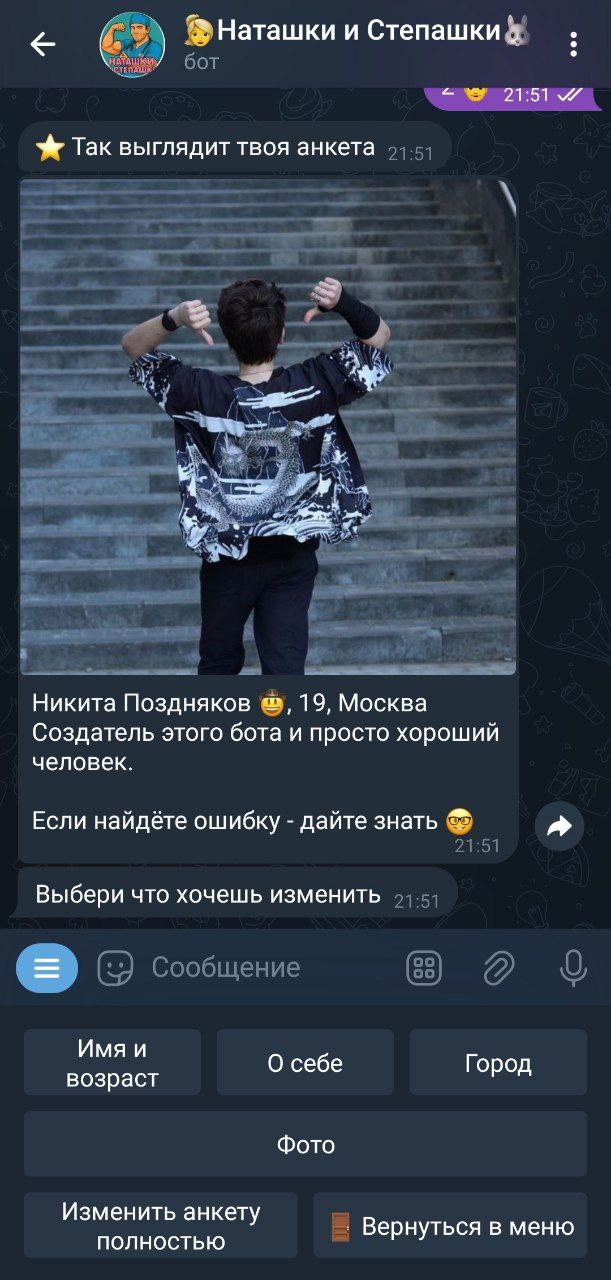 👱‍♀️Наташки и Степашки🐰
НАТАШКИ
СТЕПАШКИ
бот
2 21:51
⭐ Так выглядит твоя анкета 21:51
Никита Поздняков 🤠, 19, Москва
Создатель этого бота и просто хороший
человек.
Если найдёте ошибку - дайте знать 🤓
21:51
Выбери что хочешь изменить 21:51
Сообщение
Имя и
возраст
О себе
Город
Фото
Изменить анкету
полностью
🚪 Вернуться в меню